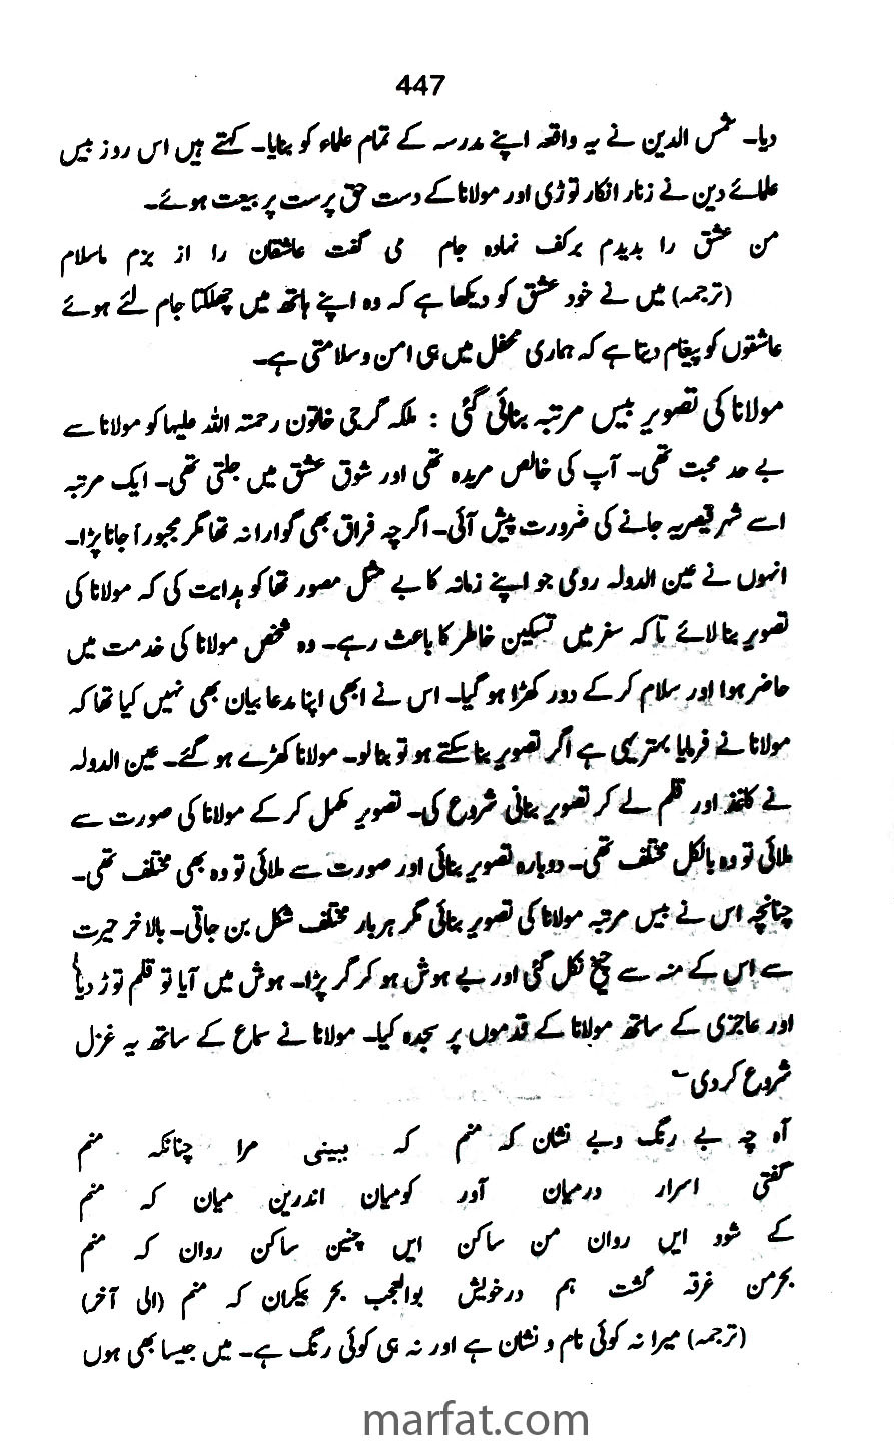 447
دیا۔ شمس الدین نے یہ واقعہ اپنے مدرسہ کے تمام علماء کو بتایا۔ کہتے ہیں اس روز بیس
علمائے دین نے زنار انکار توڑی اور مولانا کے دست حق پرست پر بیعت ہوئے۔
من عشق را بدیدم برکف نہادہ جام می گفت عاشقان را از بزم ماسلام
(ترجمہ) میں نے خود عشق کو دیکھا ہے کہ وہ اپنے ہاتھ میں چھلکتا جام لئے ہوئے
عاشقوں کو پیغام دیتا ہے کہ ہماری محفل میں ہی امن و سلامتی ہے۔
مولانا کی تصویر بیس مرتبہ بنائی گئی : ملکہ گرجی خاتون رحمتہ اللہ علیہا کو مولانا سے
بے حد محبت تھی۔ آپ کی خالص مریدہ تھی اور شوق عشق میں جلتی تھی۔ ایک مرتبہ
اسے شہر قیصریہ جانے کی ضرورت پیش آئی۔ اگرچہ فراق بھی گوارا نہ تھا مگر مجبوراً جانا پڑا۔
انہوں نے عین الدولہ رومی جو اپنے زمانہ کا بے مثل مصور تھا کو ہدایت کی کہ مولانا کی
تصویر بنا لائے تاکہ سفر میں تسکین خاطر کا باعث رہے۔ وہ شخص مولانا کی خدمت میں
حاضر ہوا اور سلام کر کے دور کھڑا ہو گیا۔ اس نے ابھی اپنا مدعا بیان بھی نہیں کیا تھا کہ
مولانا نے فرمایا بہتر یہی ہے اگر تصویر بنا سکتے ہو تو بنا لو۔ مولانا کھڑے ہو گئے۔ عین الدولہ
نے کاغذ اور قلم لے کر تصویر بنانی شروع کی۔ تصویر مکمل کر کے مولانا کی صورت سے
ملائی تو وہ بالکل مختلف تھی۔ دوبارہ تصویر بنائی اور صورت سے ملائی تو وہ بھی مختلف تھی۔
چنانچہ اس نے بیس مرتبہ مولانا کی تصویر بنائی مگر ہربار مختلف شکل بن جاتی۔ بالاخر حیرت
سے اس کے منہ سے چیخ نکل گئی اور بے ہوش ہو کر گر پڑا۔ ہوش میں آیا تو قلم توڑ دیا
اور عاجزی کے ساتھ مولانا کے قدموں پر سجدہ کیا۔ مولانا نے سماع کے ساتھ یہ غزل
شروع کر دی ~
آہ چہ بے رنگ وبے نشان کہ منم کہ ببینی مرا چنانکہ منم
گفتی اسرار درمیان آور کومیان اندرین میان کہ منم
کے شود ایں روان من ساکن ایں چنین ساکن روان کہ منم
بحرمن غرقہ گشت ہم درخویش بوالعجب بحر بیکران کہ منم (الی آخر)
(ترجمہ) میرا نہ کوئی نام و نشان ہے اور نہ ہی کوئی رنگ ہے۔ میں جیسا بھی ہوں
marfat.com